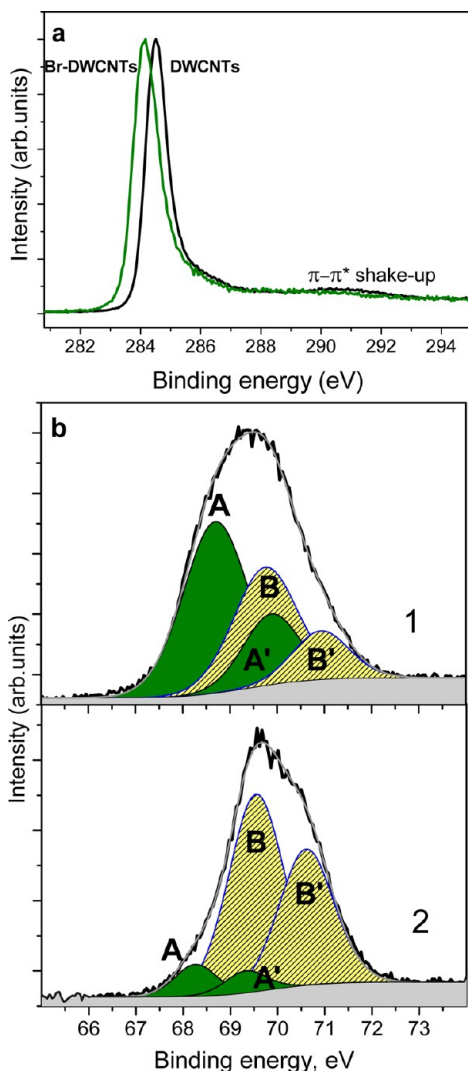 a
Br-DWCNTs DWCNTs
π–π* shake-up
Intensity (arb.units)
282 284 286 288 290 292 294
Binding energy (eV)
b
A
B
A'
B'
1
Intensity (arb.units)
B
B'
A
A'
2
66 67 68 69 70 71 72 73
Binding energy, eV